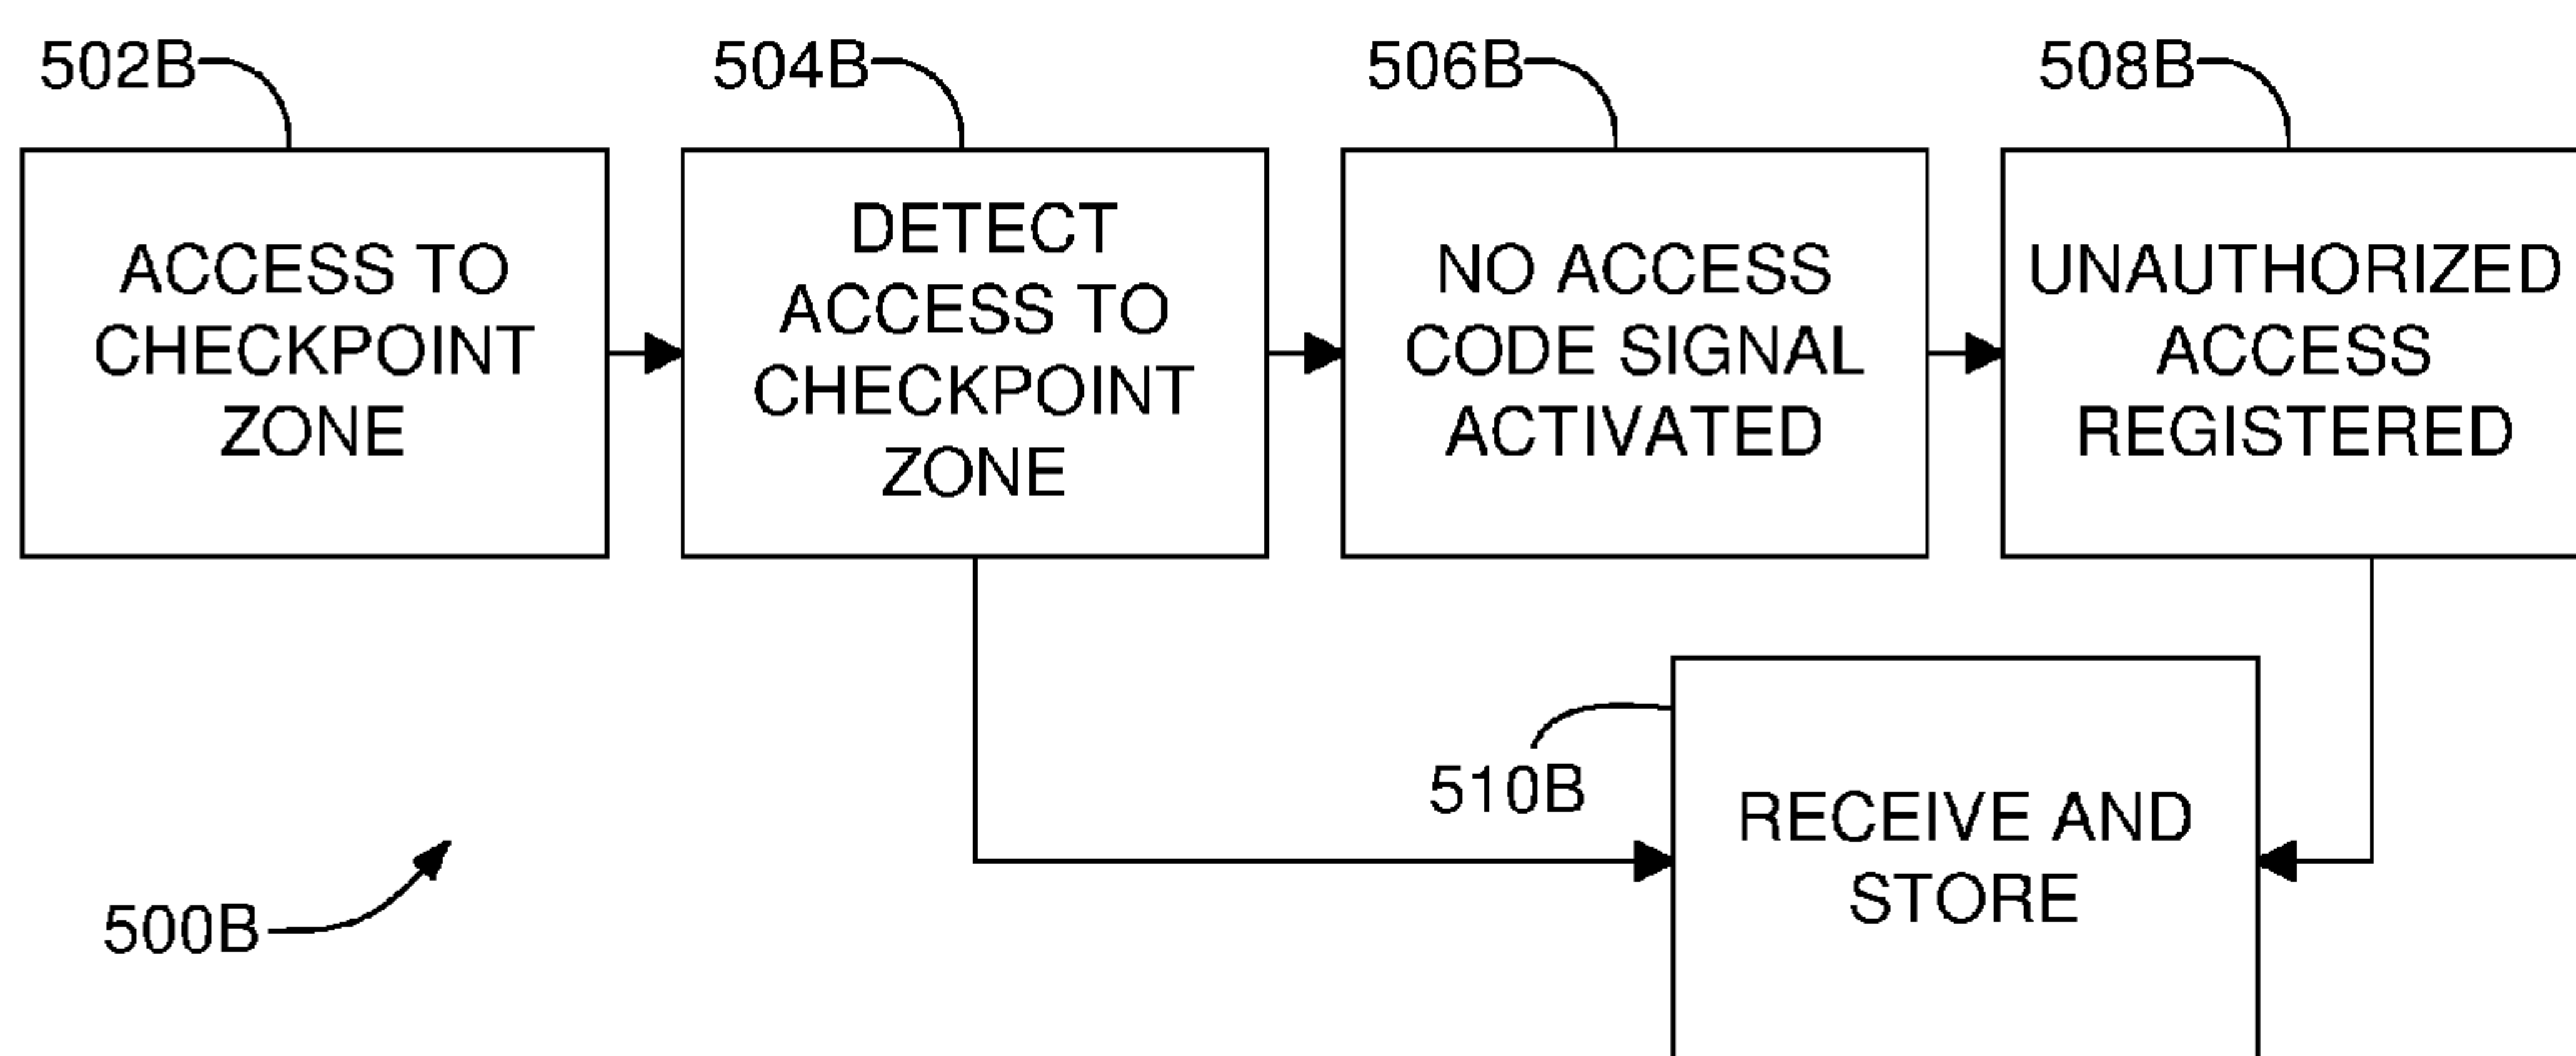 502B
504B
506B
508B
ACCESS TO
CHECKPOINT
ZONE
DETECT
ACCESS TO
CHECKPOINT
ZONE
NO ACCESS
CODE SIGNAL
ACTIVATED
UNAUTHORIZED
ACCESS
REGISTERED
510B
RECEIVE AND
STORE
500B